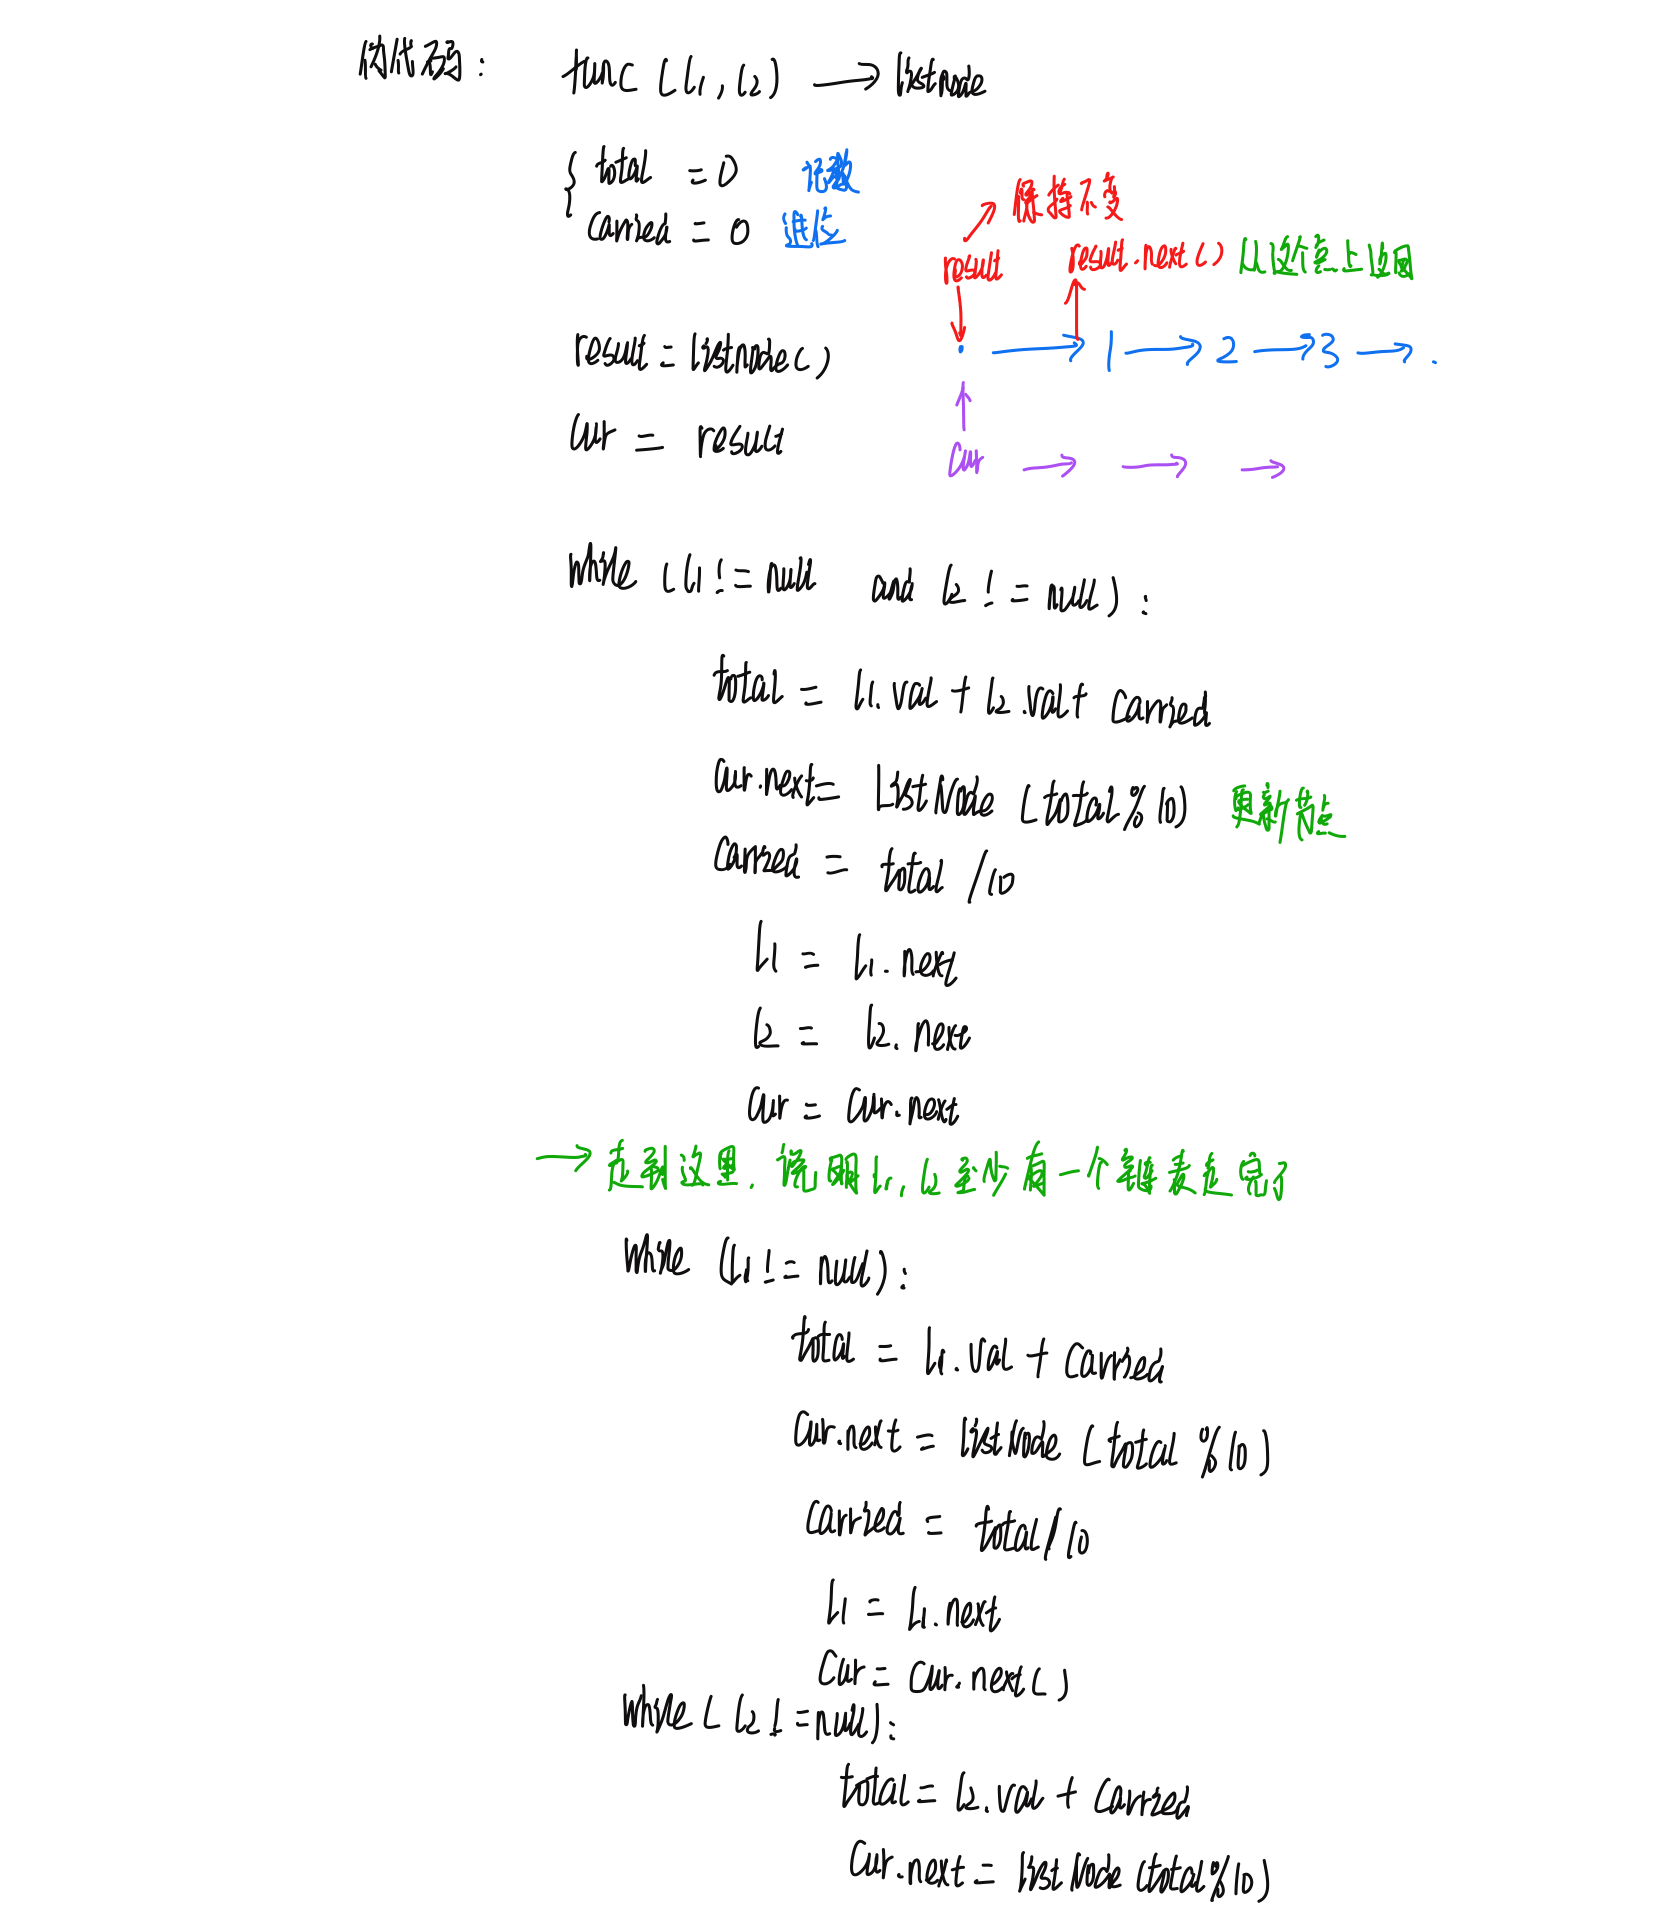 伪代码： func (l1, l2) → listnode
total = 0 记数
carried = 0 进位
保持不变
result result.next() 从这个点上返回
result = listnode()
→ 1 → 2 → 3 → .
cur = result
cur → → →
while (l1 != null and l2 != null) :
total = l1.val + l2.val + carried
cur.next = ListNode (total % 10) 更新节点
carried = total / 10
l1 = l1.next
l2 = l2.next
cur = cur.next
→ 走到这里, 说明 l1, l2 至少有一个链表走完了
while (l1 != null) :
total = l1.val + carried
cur.next = listNode (total % 10)
carried = total / 10
l1 = l1.next
cur = cur.next()
while (l2 != null) :
total = l2.val + carried
cur.next = listNode (total % 10)